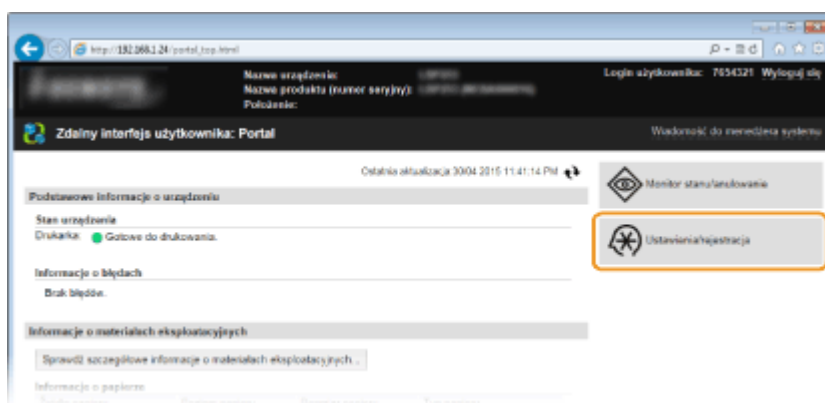 http://192.168.1.24/portal_top.html
Nazwa urządzenia:
Nazwa produktu (numer seryjny):
Położenie:
Login użytkownika: 7654321 Wyloguj się
Zdalny interfejs użytkownika: Portal
Wiadomość do menedżera systemu
Ostatnia aktualizacja 30/04 2015 11:41:14 PM
Monitor stanu/anulowanie
Podstawowe informacje o urządzeniu
Stan urządzenia
Drukarka: Gotowe do drukowania.
Ustawienia/rejestracja
Informacje o błędach
Brak błędów.
Informacje o materiałach eksploatacyjnych
Sprawdź szczegółowe informacje o materiałach eksploatacyjnych...
Informacje o papierze